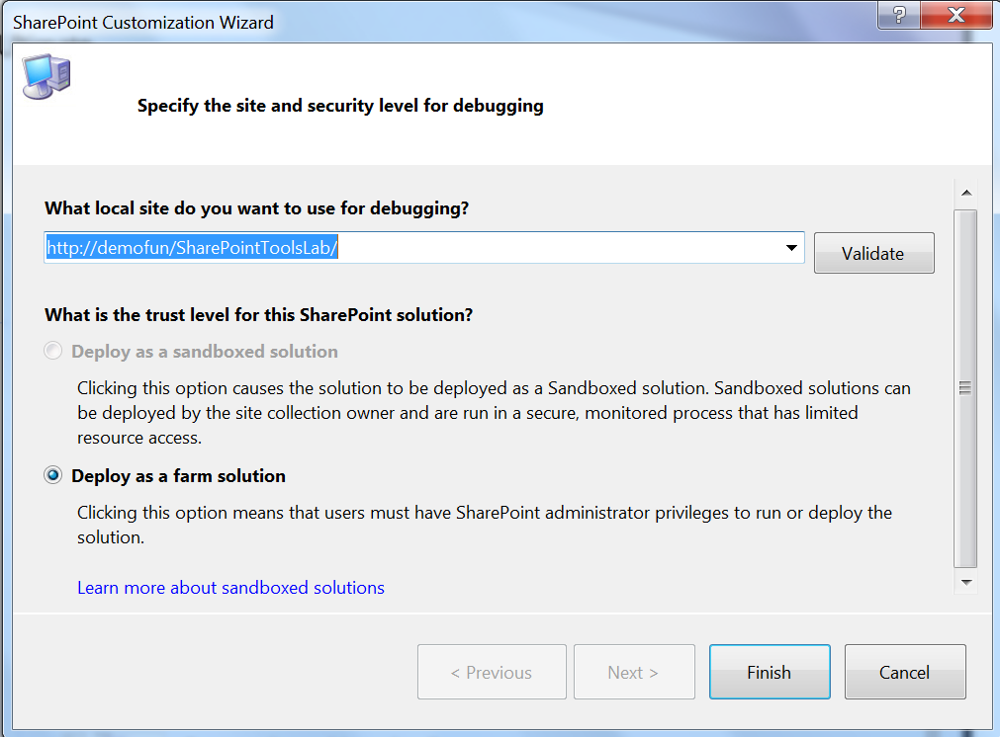 SharePoint Customization Wizard
?
Specify the site and security level for debugging
What local site do you want to use for debugging?
http://demofun/SharePointToolsLab/
Validate
What is the trust level for this SharePoint solution?
Deploy as a sandboxed solution
Clicking this option causes the solution to be deployed as a Sandboxed solution. Sandboxed solutions can
be deployed by the site collection owner and are run in a secure, monitored process that has limited
resource access.
Deploy as a farm solution
Clicking this option means that users must have SharePoint administrator privileges to run or deploy the
solution.
Learn more about sandboxed solutions
< Previous
Next >
Finish
Cancel